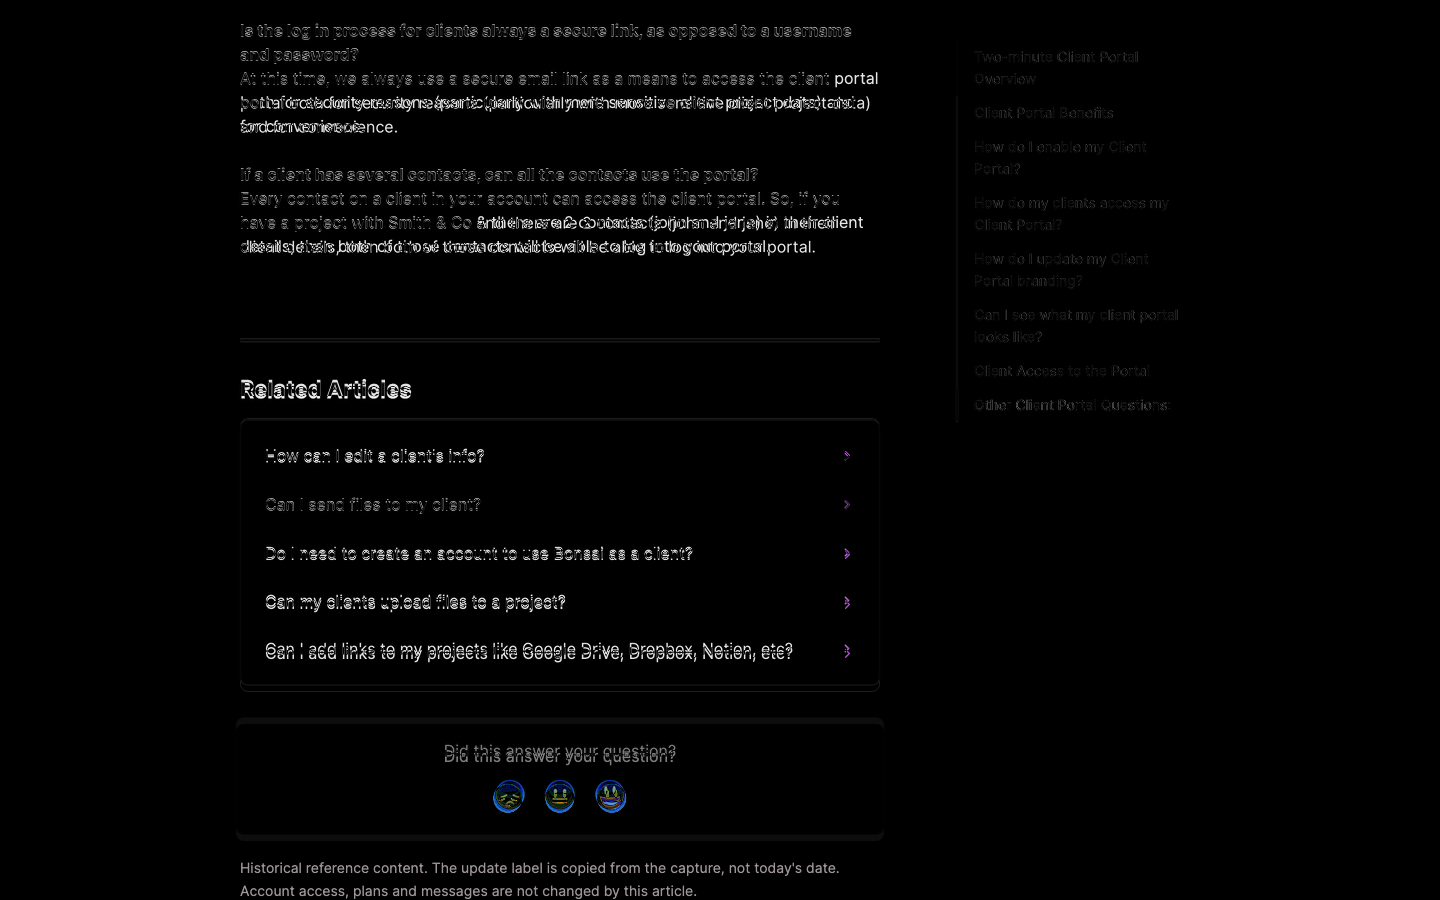 Is the log in process for clients always a secure link, as opposed to a username
and password?
At this time, we always use a secure email link as a means to access the client portal
If a client has several contacts, can all the contacts use the portal?
Every contact on a client in your account can access the client portal. So, if you
have a project with Smith & Co
Related Articles
How can I edit a client's info?
Can I send files to my client?
Do I need to create an account to use Bonsai as a client?
Can my clients upload files to a project?
Can I add links to my projects like Google Drive, Dropbox, Notion, etc?
Did this answer your question?
Historical reference content. The update label is copied from the capture, not today's date.
Account access, plans and messages are not changed by this article.
Two-minute Client Portal
Overview
Client Portal Benefits
How do I enable my Client
Portal?
How do my clients access my
Client Portal?
How do I update my Client
Portal branding?
Can I see what my client portal
looks like?
Client Access to the Portal
Other Client Portal Questions: